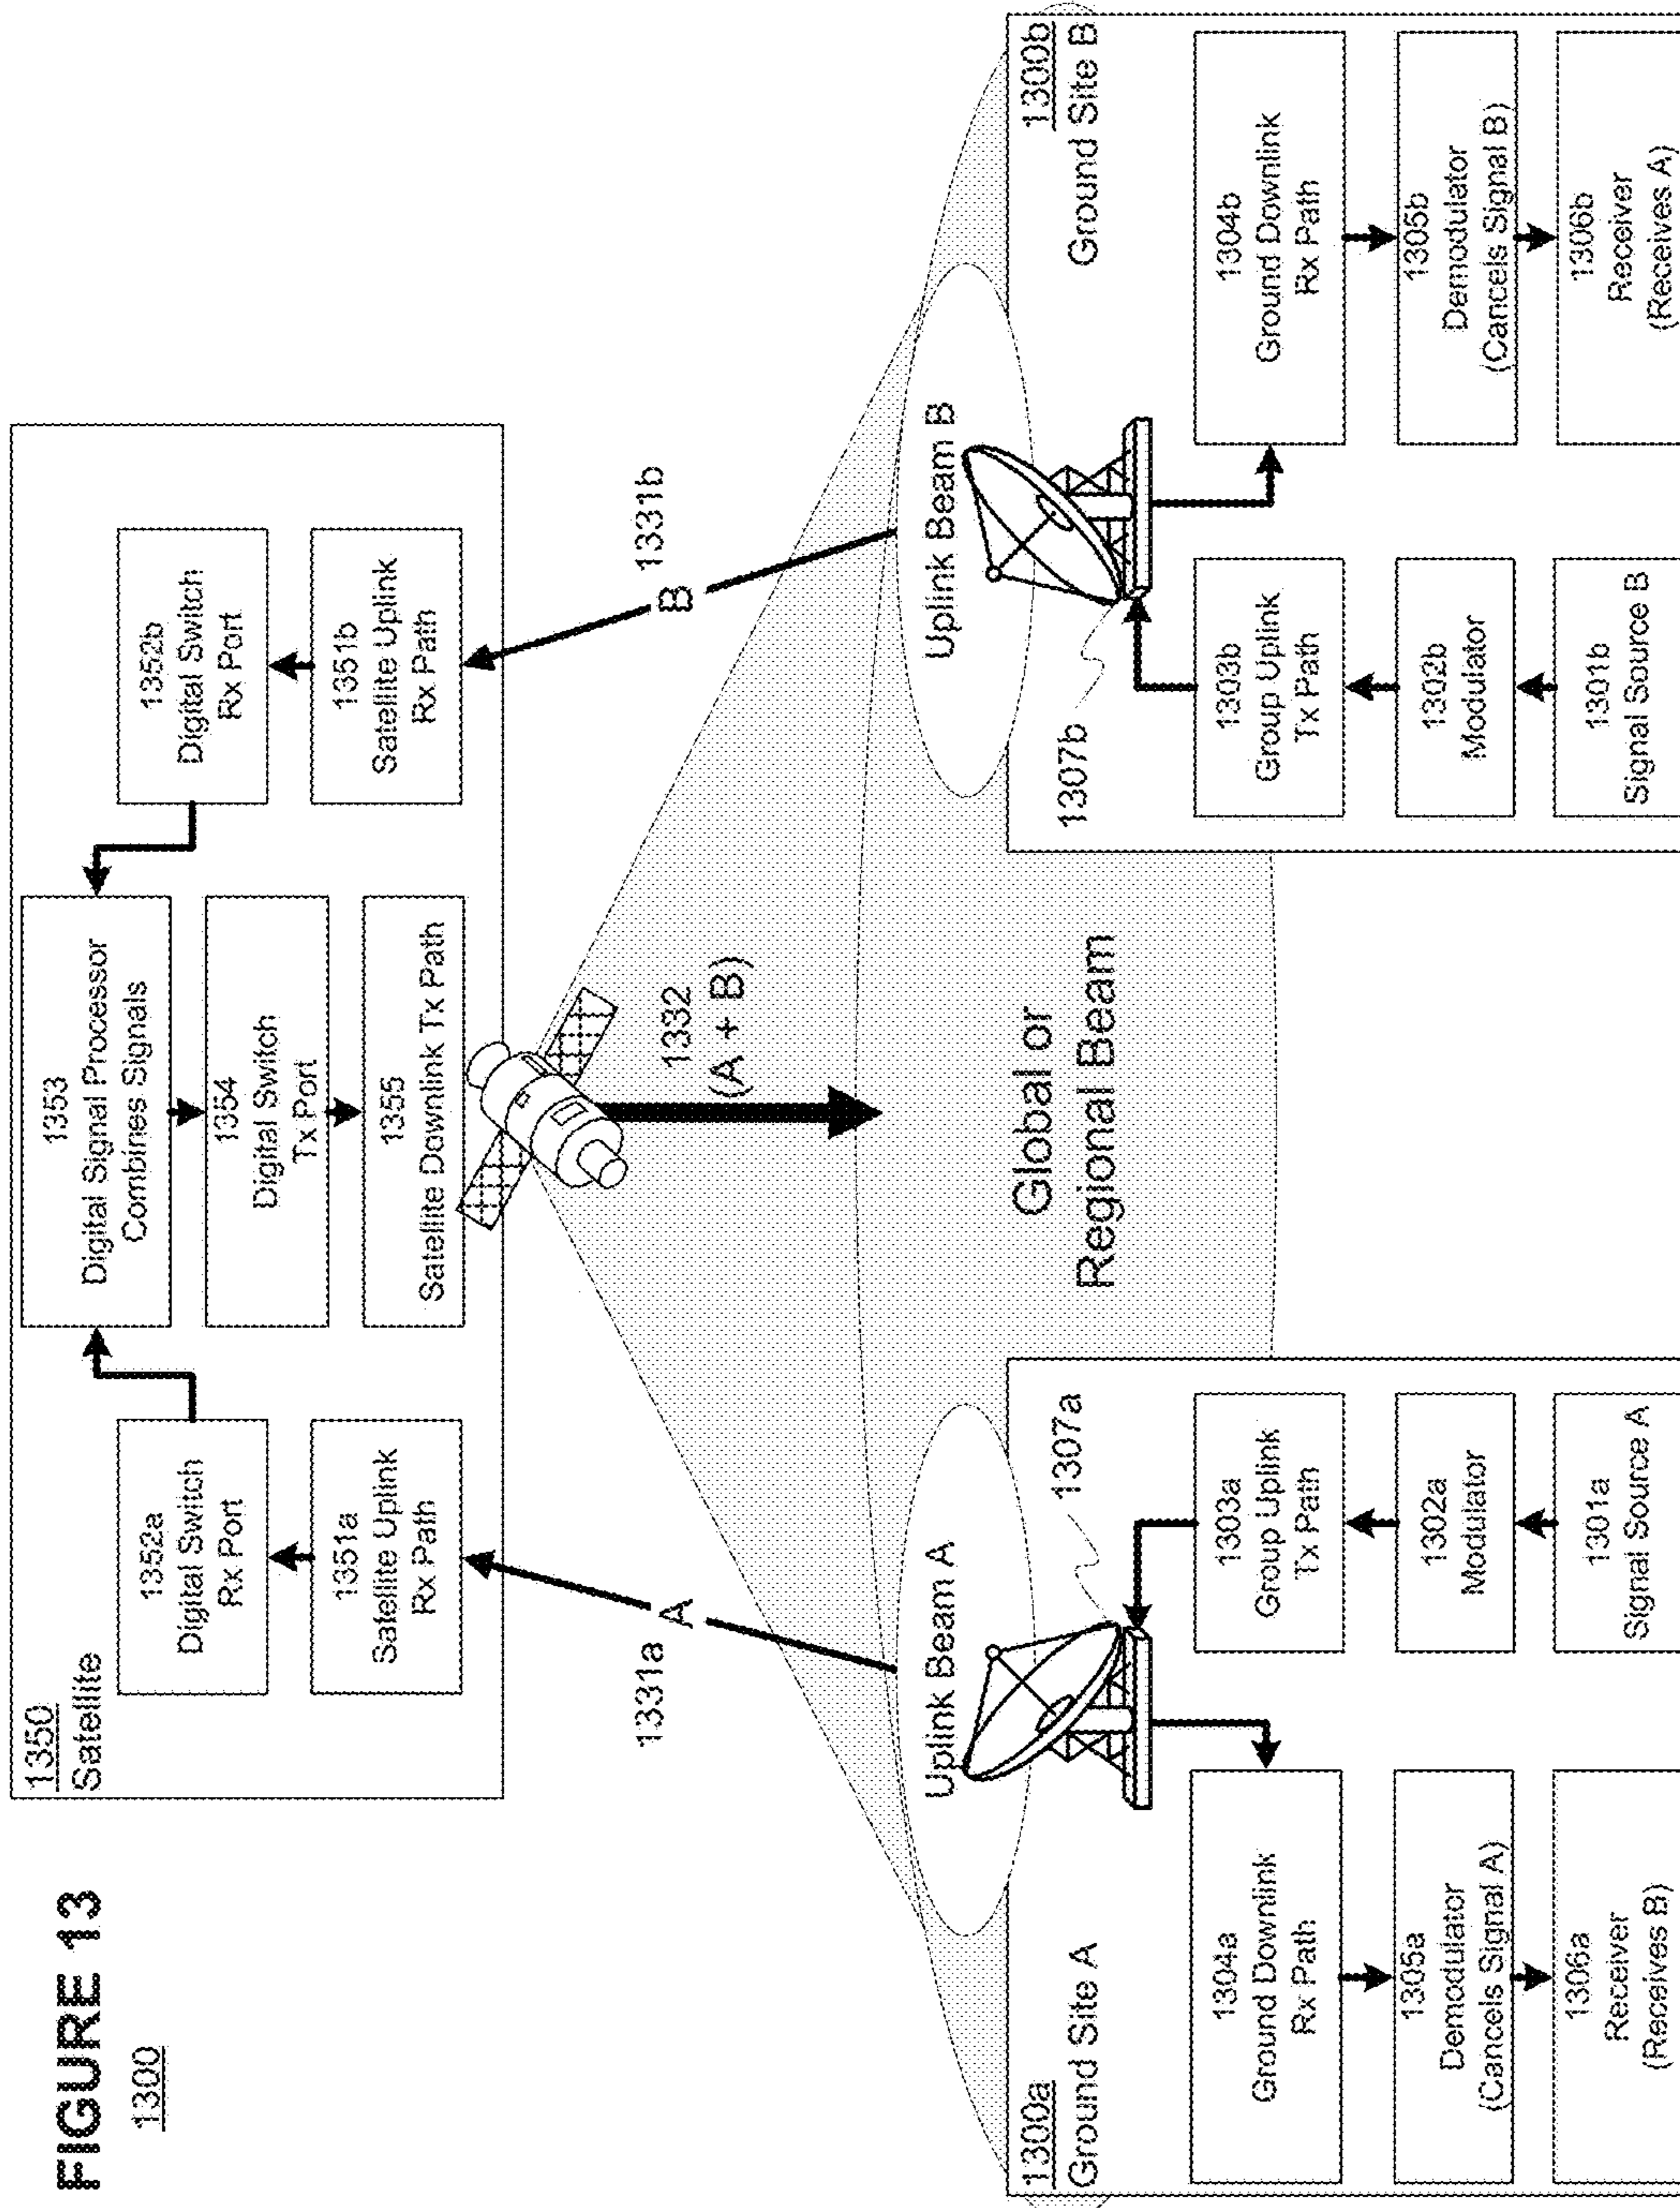 FIGURE 13
1300
1350
Satellite
1352a
Digital Switch
Rx Port
1351a
Satellite Uplink
Rx Path
1353
Digital Signal Processor
Combines Signals
1354
Digital Switch
Tx Port
1355
Satellite Downlink Tx Path
1352b
Digital Switch
Rx Port
1351b
Satellite Uplink
Rx Path
1331a
A
B
1331b
1332
(A + B)
Global or
Regional Beam
Uplink Beam A
Uplink Beam B
1300a
Ground Site A
1307a
1304a
Ground Downlink
Rx Path
1305a
Demodulator
(Cancels Signal A)
1306a
Receiver
(Receives B)
1303a
Group Uplink
Tx Path
1302a
Modulator
1301a
Signal Source A
1300b
Ground Site B
1307b
1303b
Group Uplink
Tx Path
1302b
Modulator
1301b
Signal Source B
1304b
Ground Downlink
Rx Path
1305b
Demodulator
(Cancels Signal B)
1306b
Receiver
(Receives A)